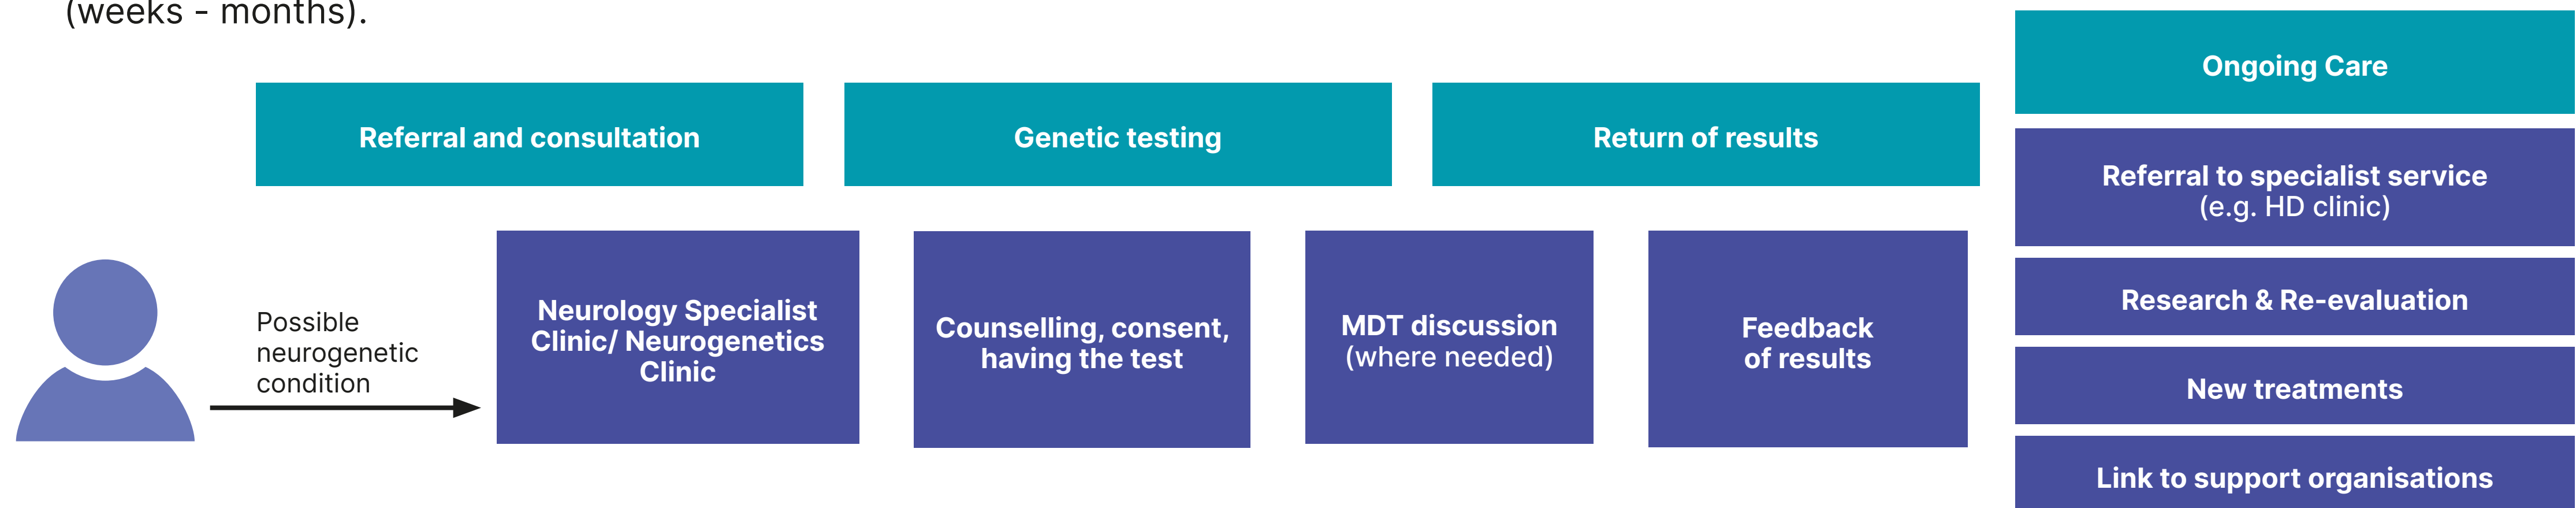 (weeks - months).
Referral and consultation
Genetic testing
Return of results
Ongoing Care
Possible
neurogenetic
condition
Neurology Specialist
Clinic/ Neurogenetics
Clinic
Counselling, consent,
having the test
MDT discussion
(where needed)
Feedback
of results
Referral to specialist service
(e.g. HD clinic)
Research & Re-evaluation
New treatments
Link to support organisations